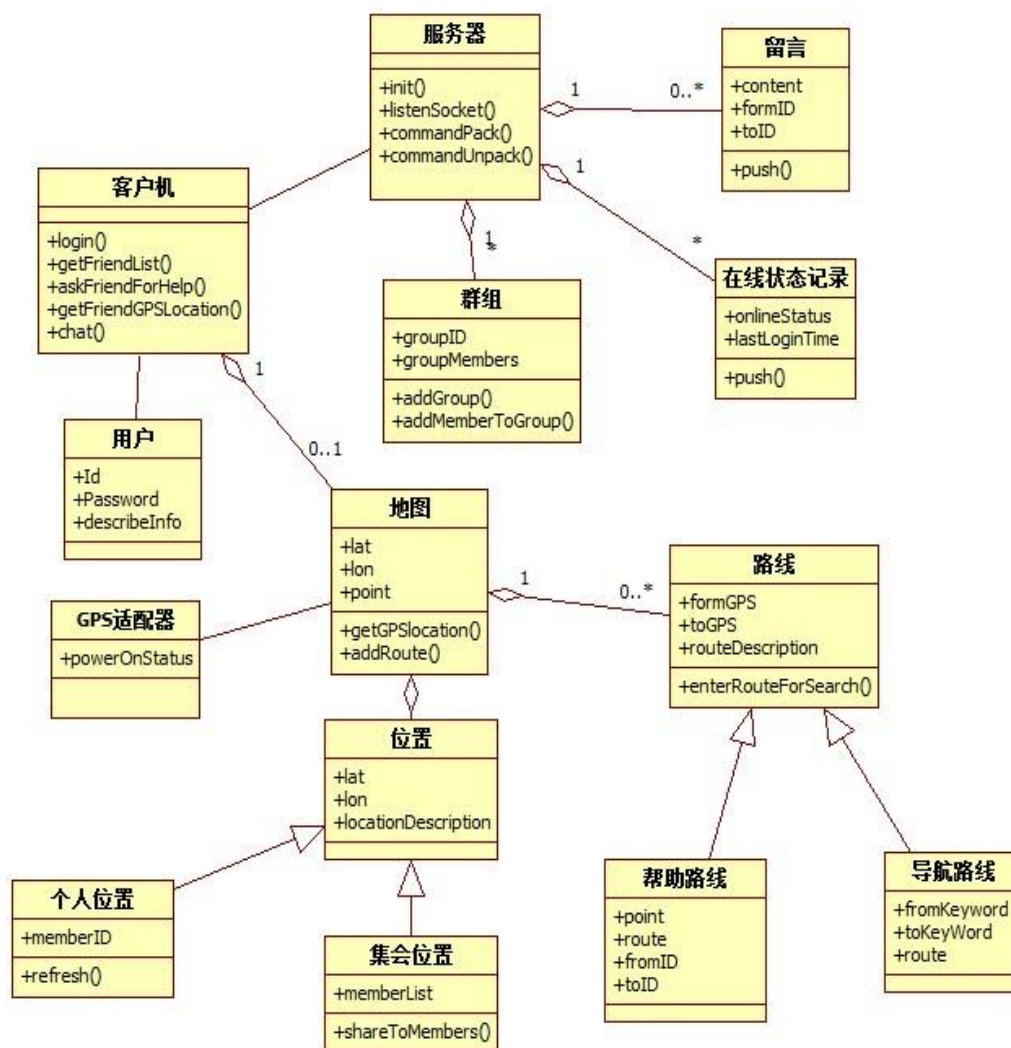 服务器
+init()
+listenSocket()
+commandPack()
+commandUnpack()
留言
+content
+formID
+toID
+push()
1
0..*
客户机
+login()
+getFriendList()
+askFriendForHelp()
+getFriendGPSLocation()
+chat()
1
*
1
*
群组
+groupID
+groupMembers
+addGroup()
+addMemberToGroup()
在线状态记录
+onlineStatus
+lastLoginTime
+push()
1
0..1
用户
+Id
+Password
+describeInfo
地图
+lat
+lon
+point
+getGPSlocation()
+addRoute()
1
0..*
路线
+formGPS
+toGPS
+routeDescription
+enterRouteForSearch()
GPS适配器
+powerOnStatus
位置
+lat
+lon
+locationDescription
个人位置
+memberID
+refresh()
集会位置
+memberList
+shareToMembers()
帮助路线
+point
+route
+fromID
+toID
导航路线
+fromKeyword
+toKeyWord
+route